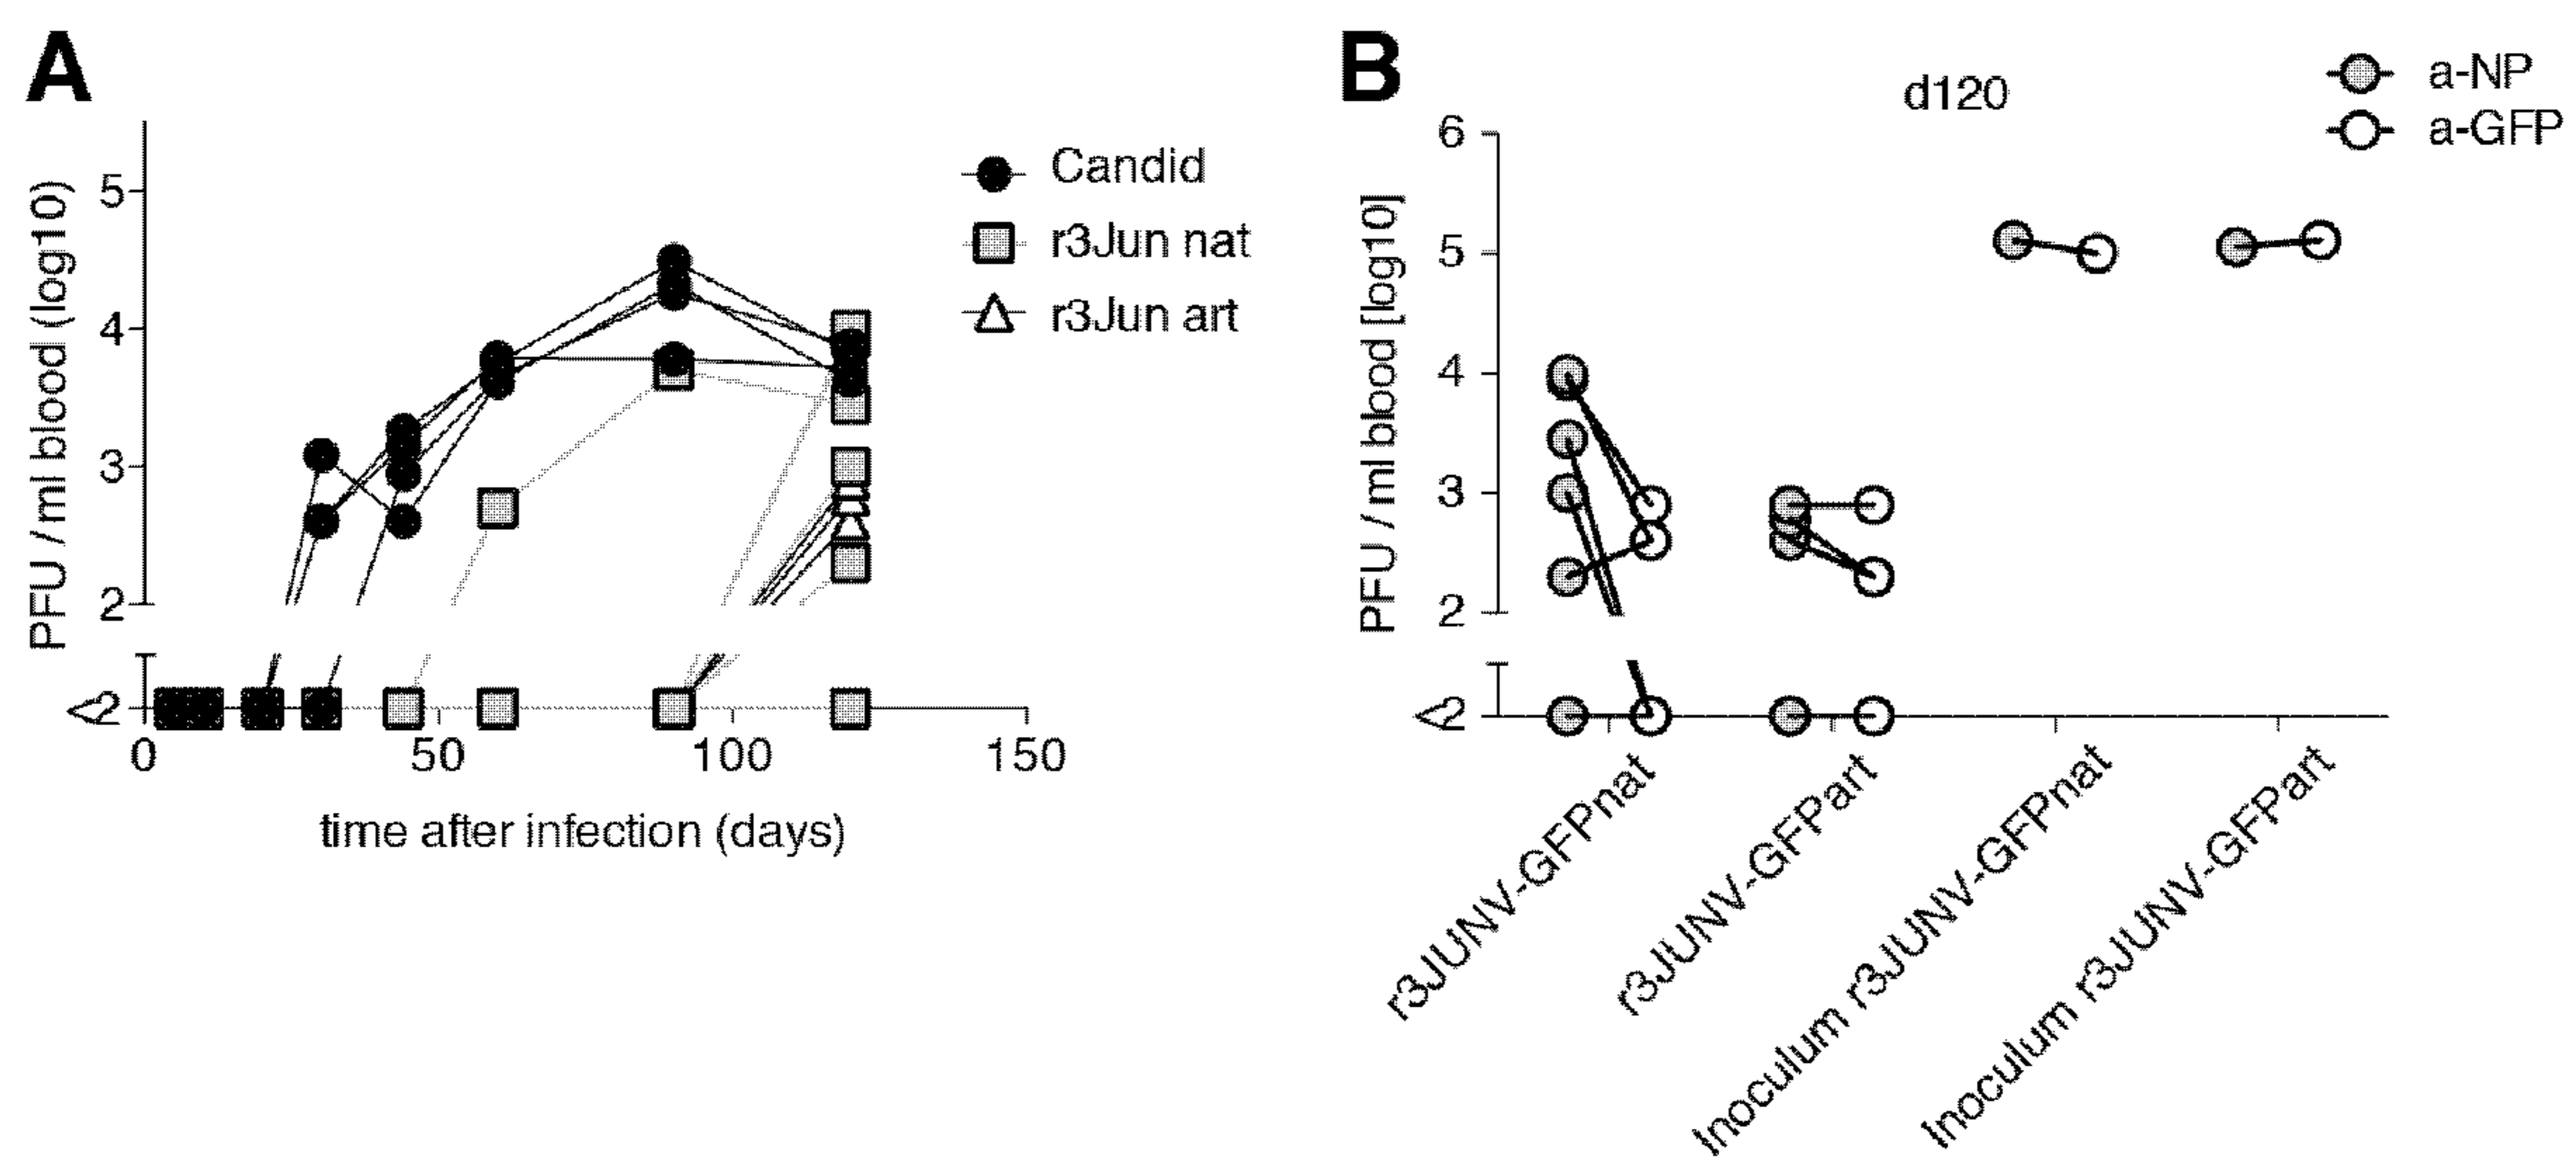 A
PFU / ml blood (log10)
5
4
3
2
<2
0
50
100
150
time after infection (days)
Candid
r3Jun nat
r3Jun art
B
d120
a-NP
a-GFP
PFU / ml blood [log10]
6
5
4
3
2
<2
r3JUNV-GFPnat
r3JUNV-GFPart
Inoculum r3JUNV-GFPnat
Inoculum r3JUNV-GFPart